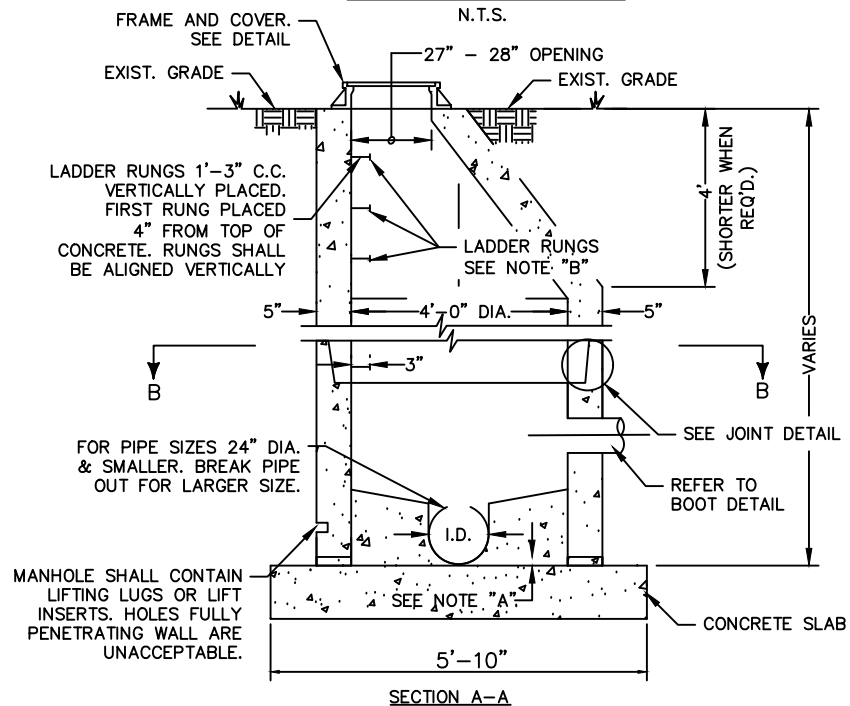 N.T.S.
FRAME AND COVER.
SEE DETAIL
27" - 28" OPENING
EXIST. GRADE
EXIST. GRADE
LADDER RUNGS 1'-3" C.C.
VERTICALLY PLACED.
FIRST RUNG PLACED
4" FROM TOP OF
CONCRETE. RUNGS SHALL
BE ALIGNED VERTICALLY
LADDER RUNGS
SEE NOTE "B"
4'
(SHORTER WHEN
REQ'D.)
5"
4'-0" DIA.
5"
VARIES
3"
B
B
SEE JOINT DETAIL
FOR PIPE SIZES 24" DIA.
& SMALLER. BREAK PIPE
OUT FOR LARGER SIZE.
REFER TO
BOOT DETAIL
I.D.
MANHOLE SHALL CONTAIN
LIFTING LUGS OR LIFT
INSERTS. HOLES FULLY
PENETRATING WALL ARE
UNACCEPTABLE.
SEE NOTE "A"
CONCRETE SLAB
5'-10"
SECTION A-A